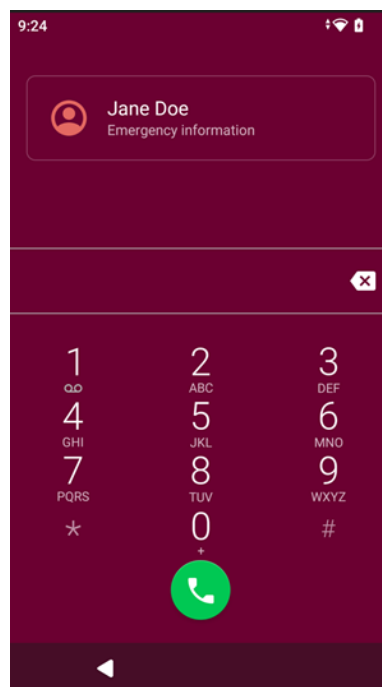 9:24
Jane Doe
Emergency information
1 2 3
ABC DEF
4 5 6
GHI JKL MNO
7 8 9
PQRS TUV WXYZ
* 0 #
+